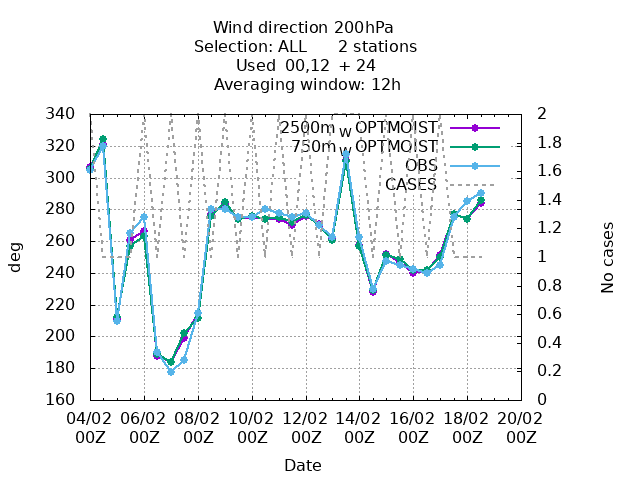 Wind direction 200hPa
Selection: ALL 2 stations
Used 00,12 + 24
Averaging window: 12h
340 2
2500m w OPTMOIST
320 1.8
750m w OPTMOIST
OBS
300 1.6
CASES
280 1.4
260 1.2
deg
240 1
No cases
220 0.8
200 0.6
0.4
180 0.2
160 0
04/02 06/02 08/02 10/02 12/02 14/02 16/02 18/02 20/02
00Z 00Z 00Z 00Z 00Z 00Z 00Z 00Z 00Z
Date